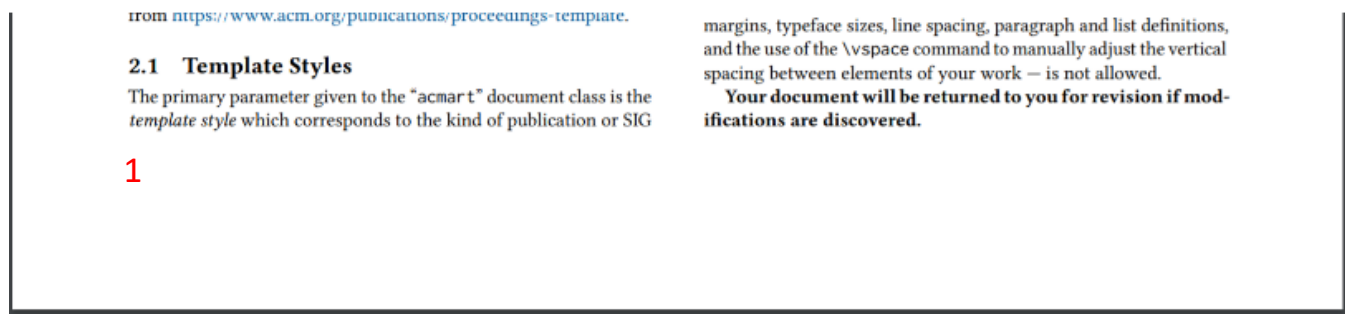 from https://www.acm.org/publications/proceedings-template.
2.1 Template Styles
The primary parameter given to the "acmart" document class is the
template style which corresponds to the kind of publication or SIG
1
margins, typeface sizes, line spacing, paragraph and list definitions,
and the use of the \vspace command to manually adjust the vertical
spacing between elements of your work — is not allowed.
Your document will be returned to you for revision if mod-
ifications are discovered.